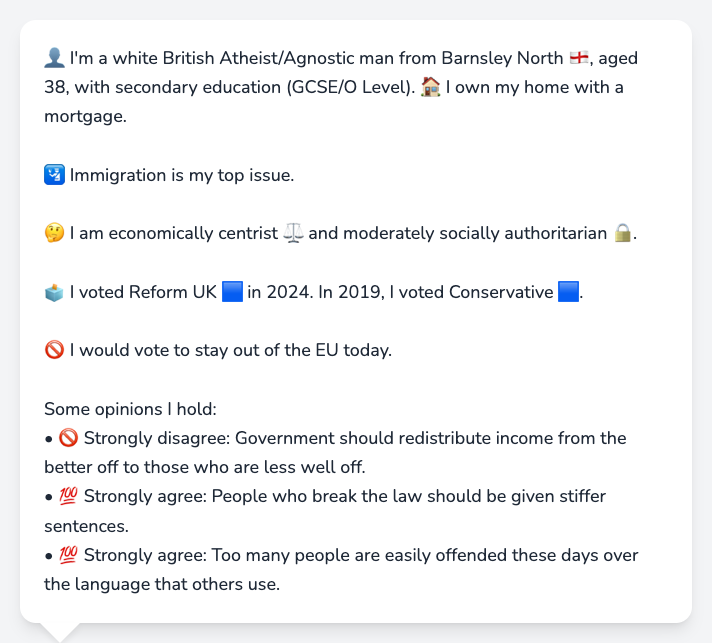 👤 I'm a white British Atheist/Agnostic man from Barnsley North 🏴󠁧󠁢󠁥󠁮󠁧󠁿, aged
38, with secondary education (GCSE/O Level). 🏠 I own my home with a
mortgage.
🛂 Immigration is my top issue.
🤔 I am economically centrist ⚖️ and moderately socially authoritarian 🔒.
🗳️ I voted Reform UK 🟦 in 2024. In 2019, I voted Conservative 🟦.
🚫 I would vote to stay out of the EU today.
Some opinions I hold:
• 🚫 Strongly disagree: Government should redistribute income from the
better off to those who are less well off.
• 💯 Strongly agree: People who break the law should be given stiffer
sentences.
• 💯 Strongly agree: Too many people are easily offended these days over
the language that others use.